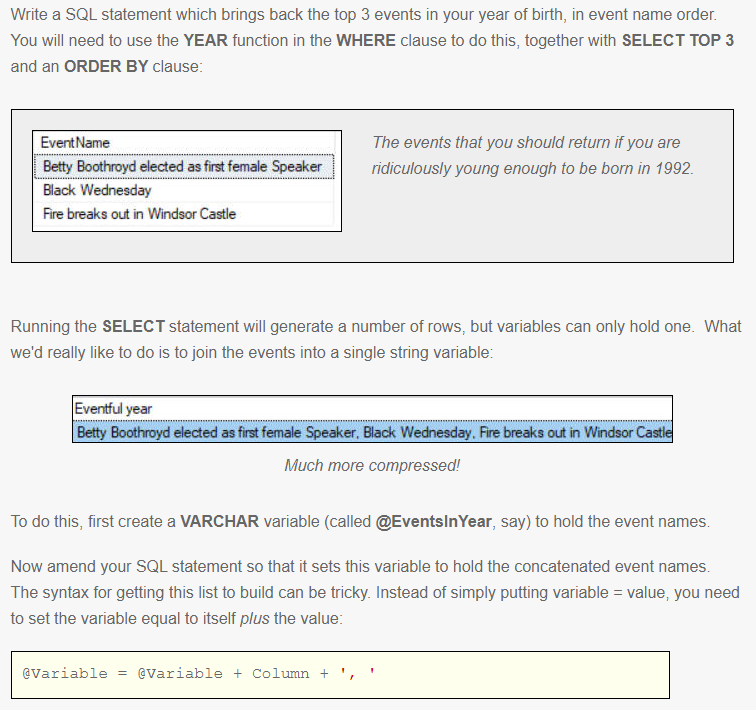 Write a SQL statement which brings back the top 3 events in your year of birth, in event name order.
You will need to use the YEAR function in the WHERE clause to do this, together with SELECT TOP 3
and an ORDER BY clause:
EventName
Betty Boothroyd elected as first female Speaker
Black Wednesday
Fire breaks out in Windsor Castle
The events that you should return if you are
ridiculously young enough to be born in 1992.
Running the SELECT statement will generate a number of rows, but variables can only hold one.  What
we'd really like to do is to join the events into a single string variable:
Eventful year
Betty Boothroyd elected as first female Speaker, Black Wednesday, Fire breaks out in Windsor Castle
Much more compressed!
To do this, first create a VARCHAR variable (called @EventsInYear, say) to hold the event names.
Now amend your SQL statement so that it sets this variable to hold the concatenated event names.
The syntax for getting this list to build can be tricky. Instead of simply putting variable = value, you need
to set the variable equal to itself plus the value:
@Variable = @Variable + Column + ', '